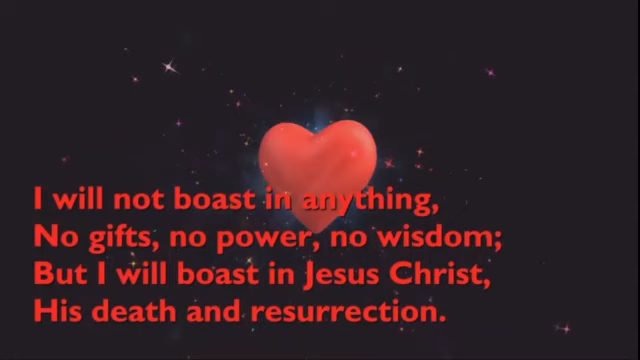 I will not boast in anything,
No gifts, no power, no wisdom;
But I will boast in Jesus Christ,
His death and resurrection.